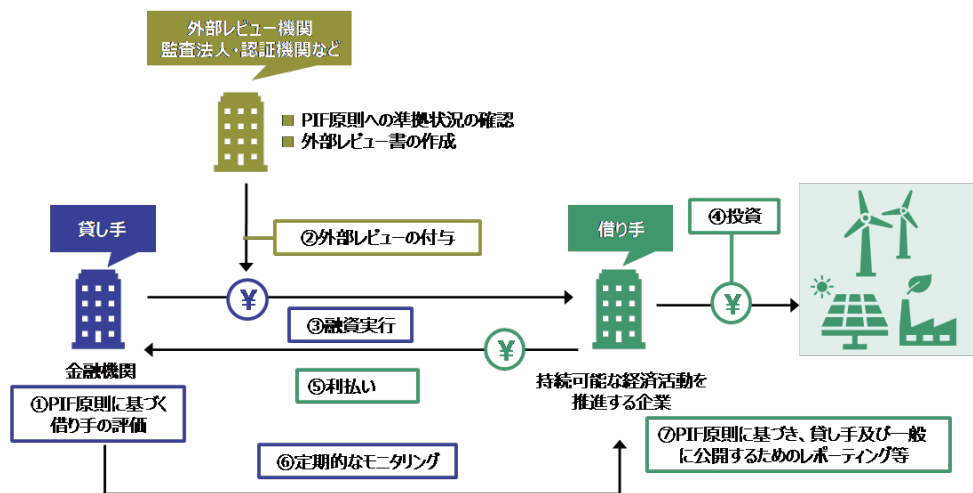 外部レビュー機関
監査法人・認証機関など
■ PIF原則への準拠状況の確認
■ 外部レビュー書の作成
貸し手
②外部レビューの付与
借り手
④投資
¥
¥
③融資実行
¥
金融機関
⑤利払い
持続可能な経済活動を
推進する企業
①PIF原則に基づく
借り手の評価
⑥定期的なモニタリング
⑦PIF原則に基づき、貸し手及び一般
に公開するためのレポーティング等